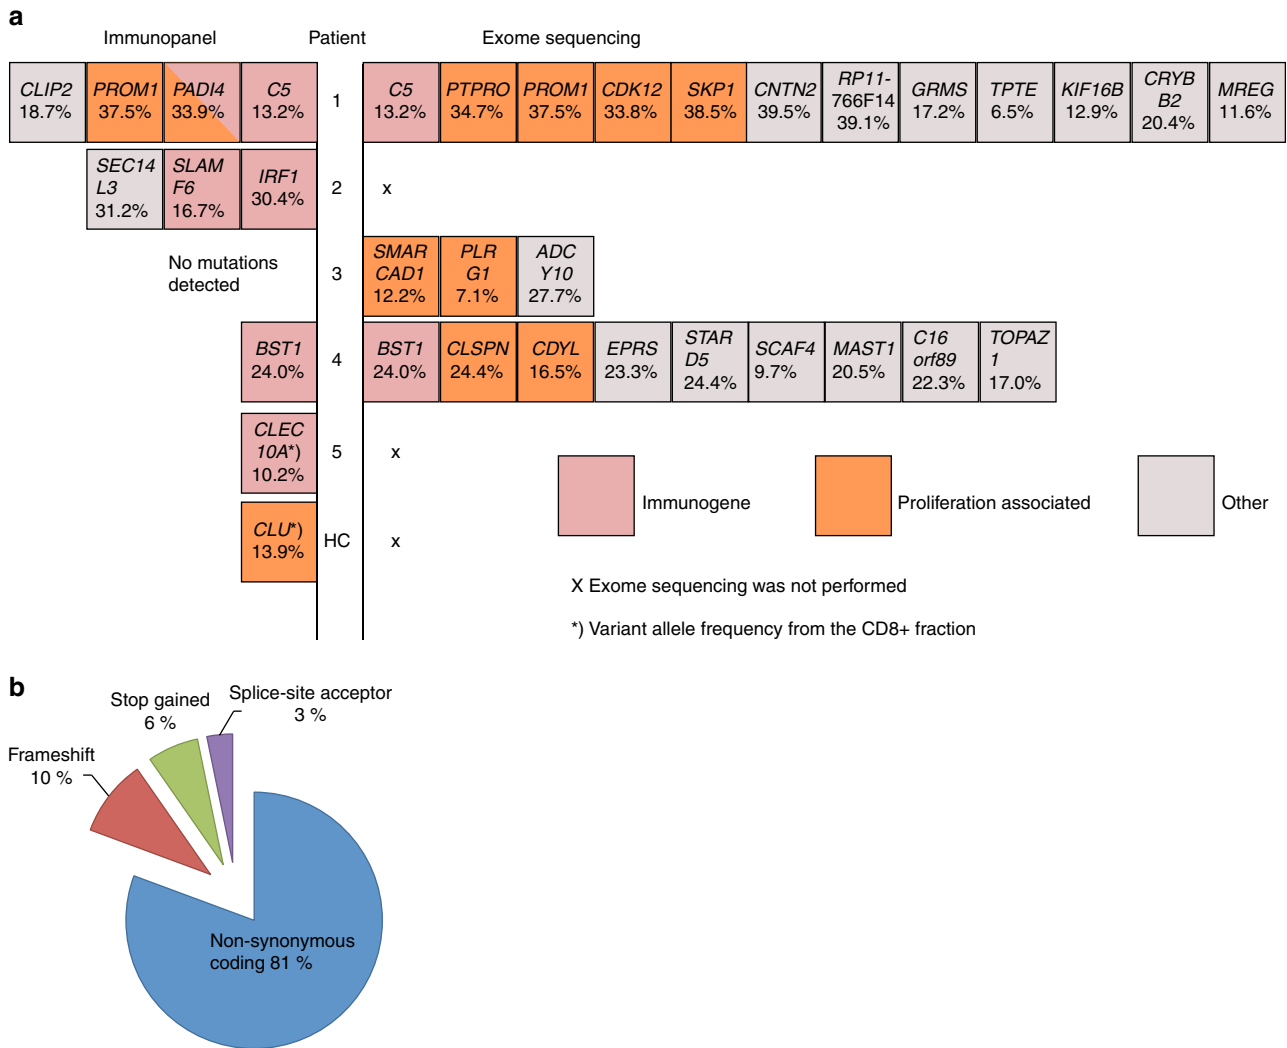 a
Immunopanel Patient Exome sequencing
CLIP2 18.7%
PROM1 37.5%
PADI4 33.9%
C5 13.2%
1
C5 13.2%
PTPRO 34.7%
PROM1 37.5%
CDK12 33.8%
SKP1 38.5%
CNTN2 39.5%
RP11-
766F14
39.1%
GRMS 17.2%
TPTE 6.5%
KIF16B 12.9%
CRYB
B2
20.4%
MREG 11.6%
SEC14
L3
31.2%
SLAM
F6
16.7%
IRF1
30.4%
2
x
No mutations
detected
3
SMAR
CAD1
12.2%
PLR
G1
7.1%
ADC
Y10
27.7%
BST1
24.0%
4
BST1
24.0%
CLSPN
24.4%
CDYL
16.5%
EPRS
23.3%
STAR
D5
24.4%
SCAF4
9.7%
MAST1
20.5%
C16
orf89
22.3%
TOPAZ
1
17.0%
CLEC
10A*)
10.2%
5
x
CLU*)
13.9%
HC
x
Immunogene
Proliferation associated
Other
X Exome sequencing was not performed
*) Variant allele frequency from the CD8+ fraction
b
Splice-site acceptor
3 %
Stop gained
6 %
Frameshift
10 %
Non-synonymous
coding 81 %